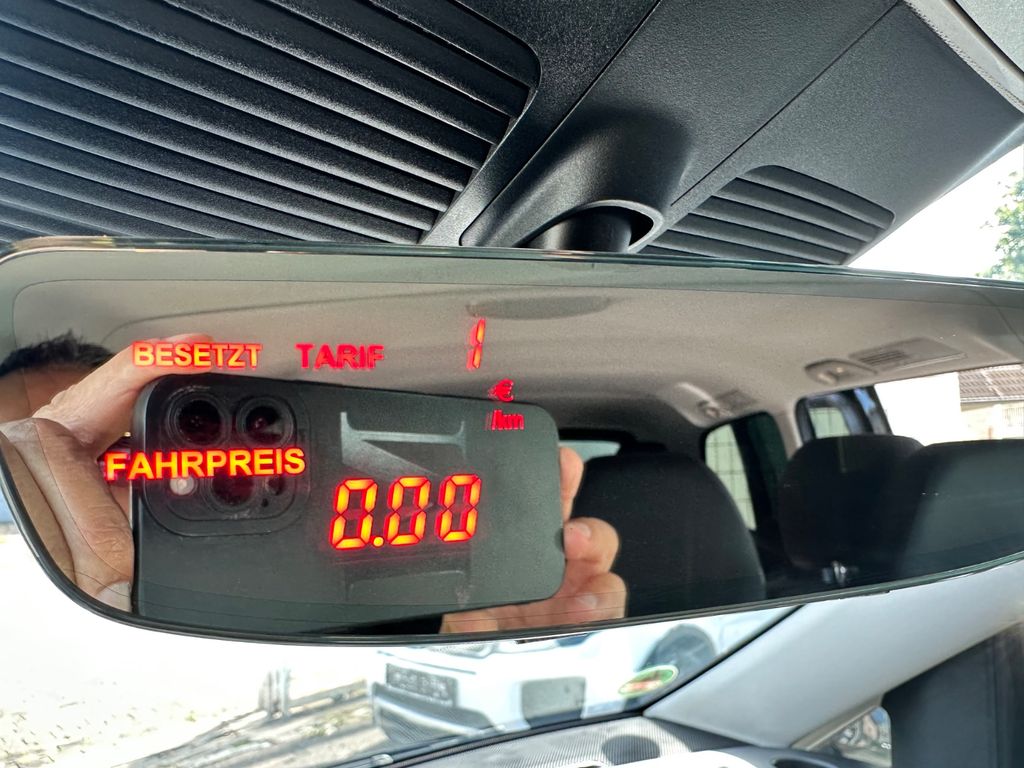 BESETZT TARIF 1
€
/km
FAHRPREIS 0.00